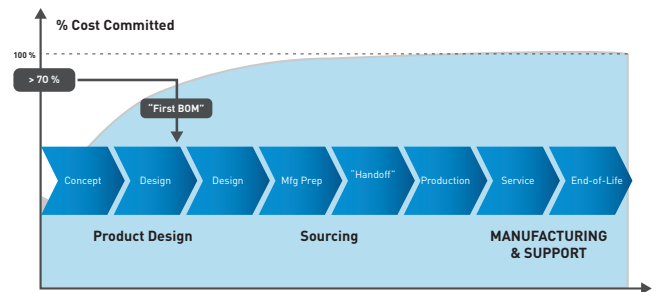 % Cost Committed
100 %
> 70 %
"First BOM"
Concept
Design
Design
Mfg Prep
"Handoff"
Production
Service
End-of-Life
Product Design
Sourcing
MANUFACTURING
& SUPPORT